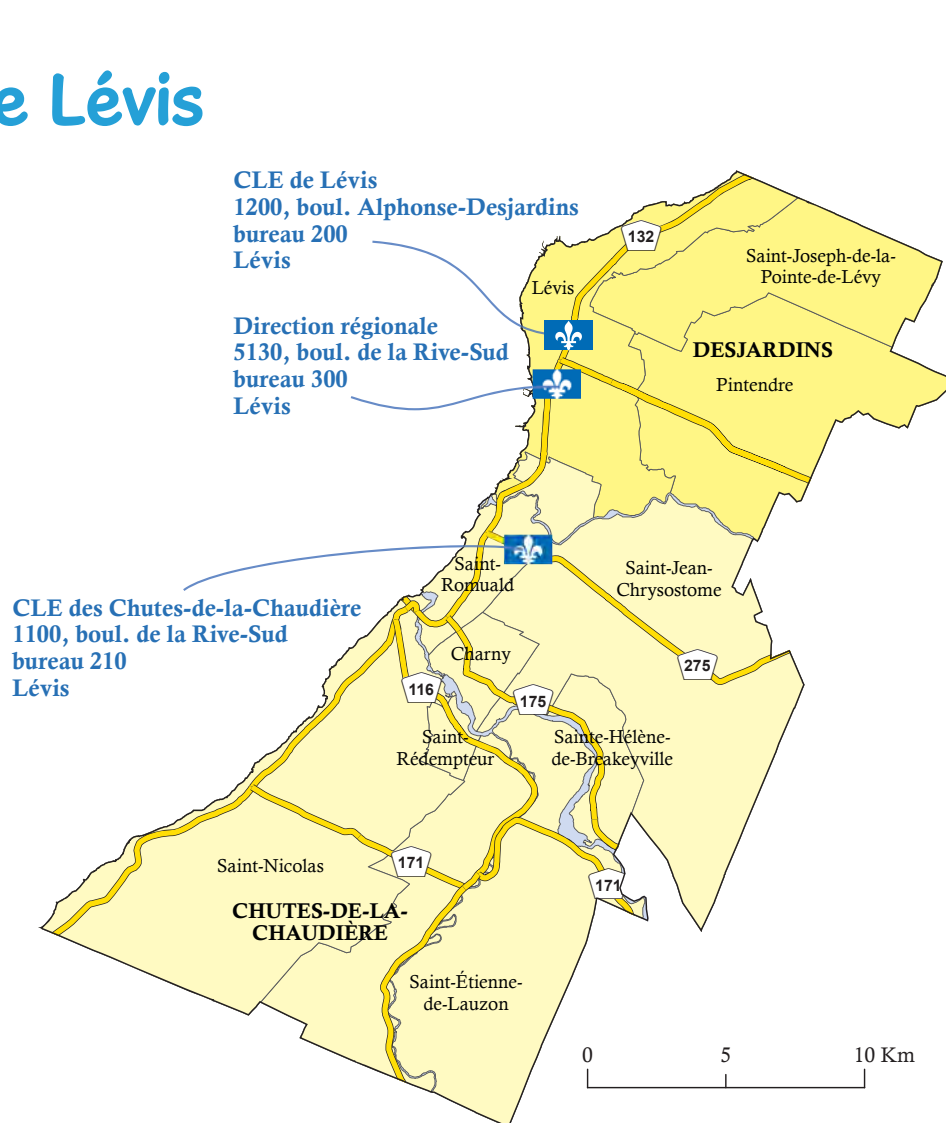 e Lévis
CLE de Lévis
1200, boul. Alphonse-Desjardins
bureau 200
Lévis
132
Saint-Joseph-de-la-
Pointe-de-Lévy
Lévis
Direction régionale
5130, boul. de la Rive-Sud
bureau 300
Lévis
DESJARDINS
Pintendre
Saint-
Romuald
Saint-Jean-
Chrysostome
CLE des Chutes-de-la-Chaudière
1100, boul. de la Rive-Sud
bureau 210
Lévis
Charny
275
116
175
Saint-
Rédempteur
Sainte-Hélène-
de-Breakeyville
Saint-Nicolas
171
171
CHUTES-DE-LA-
CHAUDIÈRE
Saint-Étienne-
de-Lauzon
0 5 10 Km